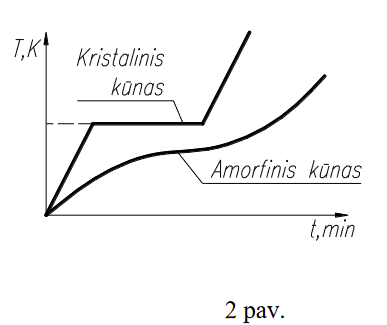 T,K
Kristalinis
kūnas
Amorfinis kūnas
t,min
2 pav.